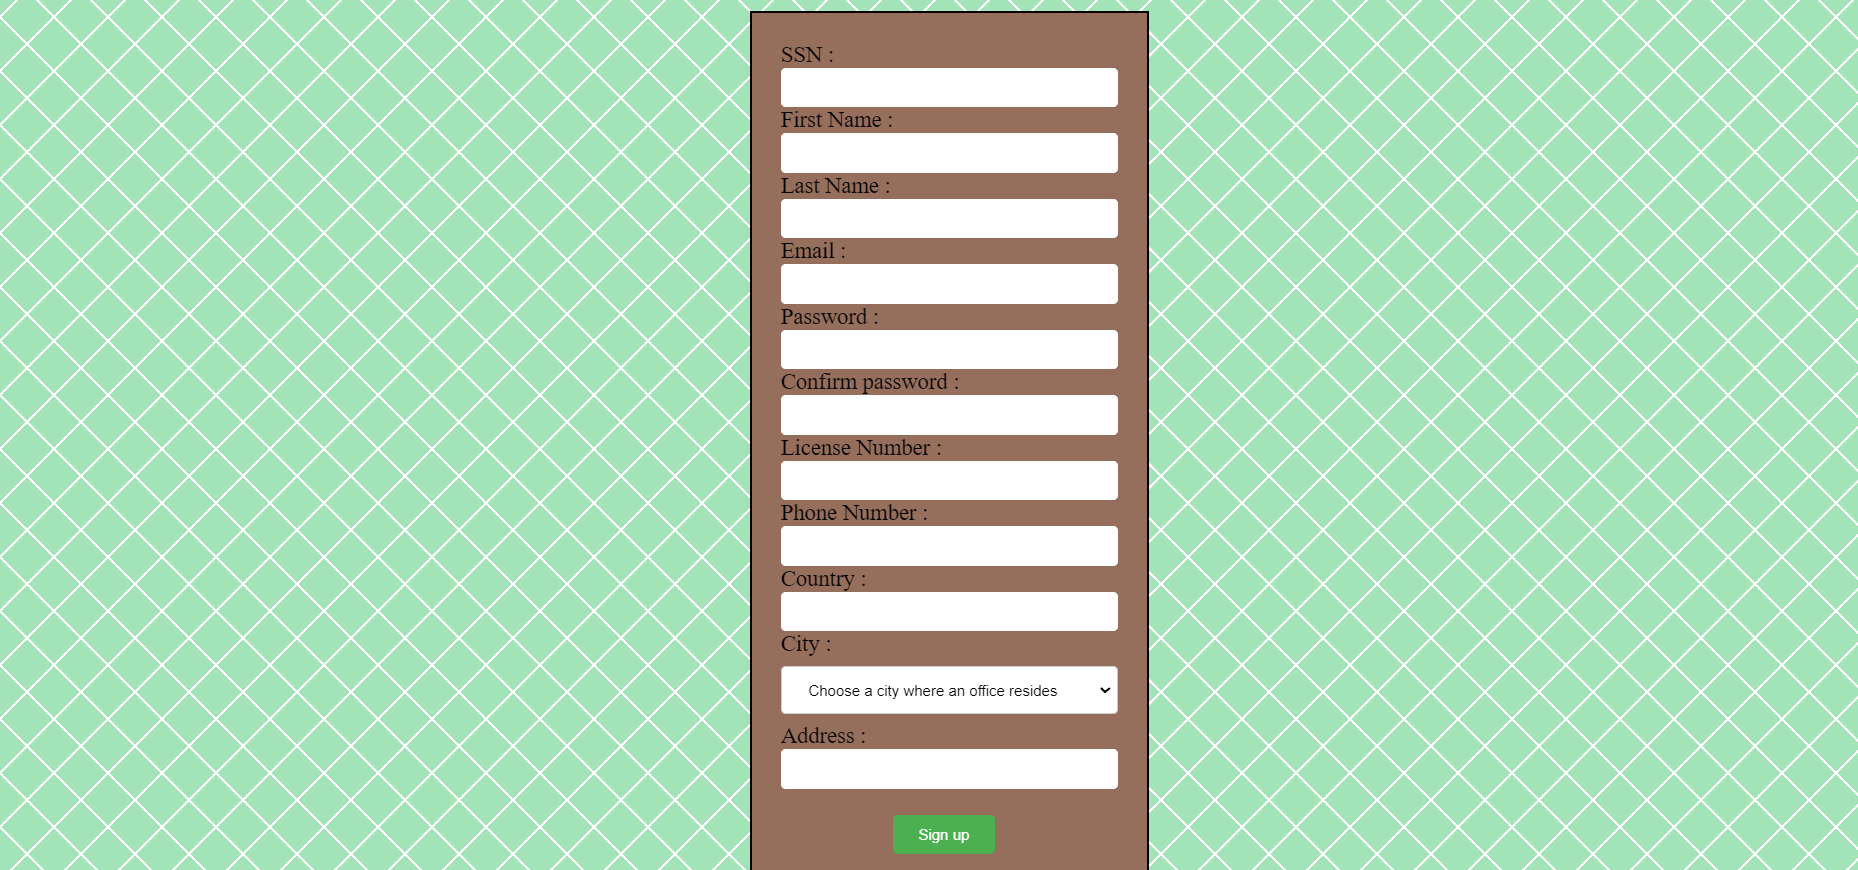 SSN :
First Name :
Last Name :
Email :
Password :
Confirm password :
License Number :
Phone Number :
Country :
City :
Choose a city where an office resides
Address :
Sign up